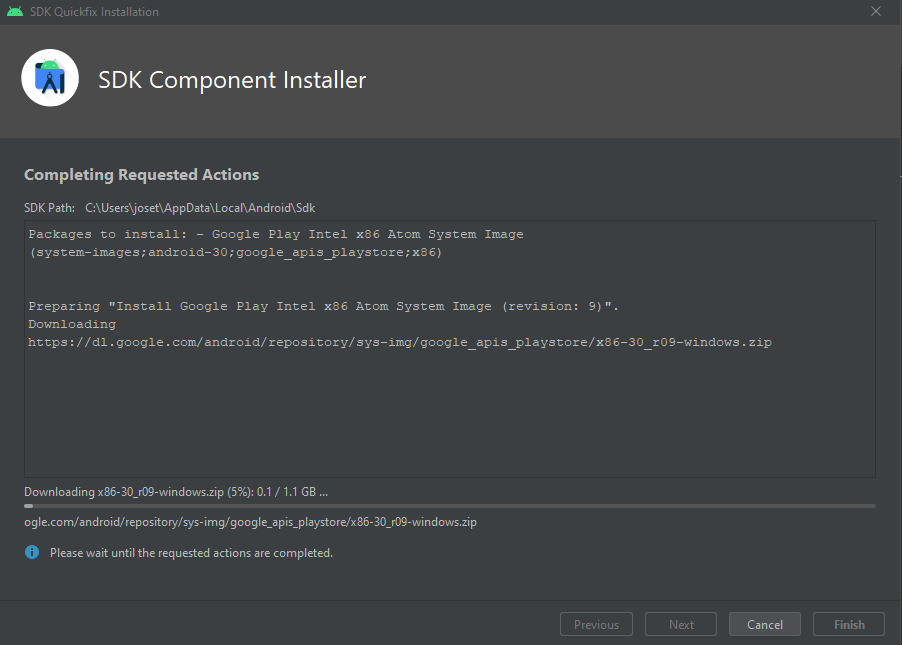 SDK Quickfix Installation
SDK Component Installer
Completing Requested Actions
SDK Path: C:\Users\joset\AppData\Local\Android\Sdk
Packages to install: - Google Play Intel x86 Atom System Image
(system-images;android-30;google_apis_playstore;x86)
Preparing "Install Google Play Intel x86 Atom System Image (revision: 9)".
Downloading
https://dl.google.com/android/repository/sys-img/google_apis_playstore/x86-30_r09-windows.zip
Downloading x86-30_r09-windows.zip (5%): 0.1 / 1.1 GB ...
ogle.com/android/repository/sys-img/google_apis_playstore/x86-30_r09-windows.zip
Please wait until the requested actions are completed.
Previous Next Cancel Finish